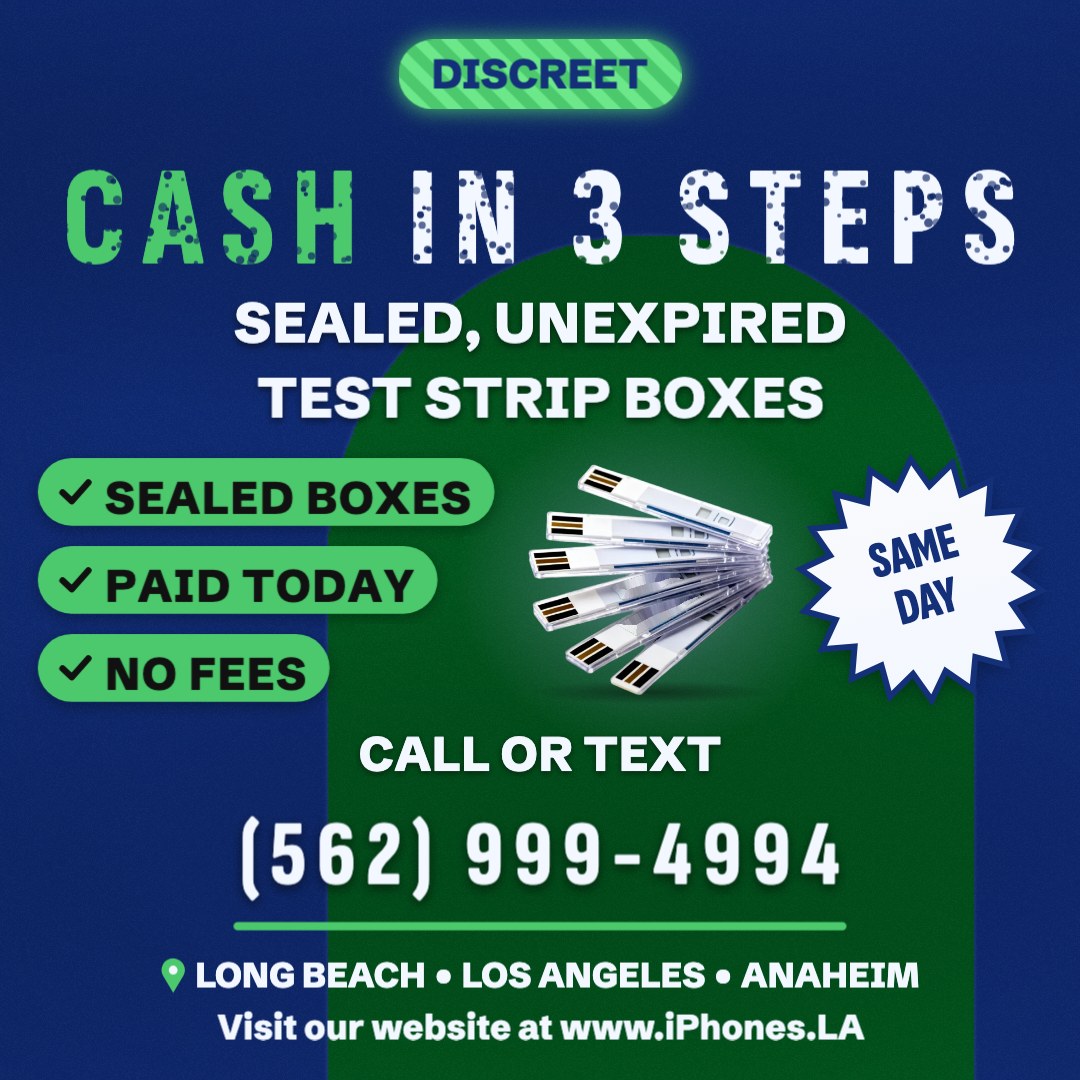 DISCREET
CASH IN 3 STEPS
SEALED, UNEXPIRED
TEST STRIP BOXES
✓ SEALED BOXES
✓ PAID TODAY
✓ NO FEES
SAME
DAY
CALL OR TEXT
(562) 999-4994
LONG BEACH • LOS ANGELES • ANAHEIM
Visit our website at www.iPhones.LA